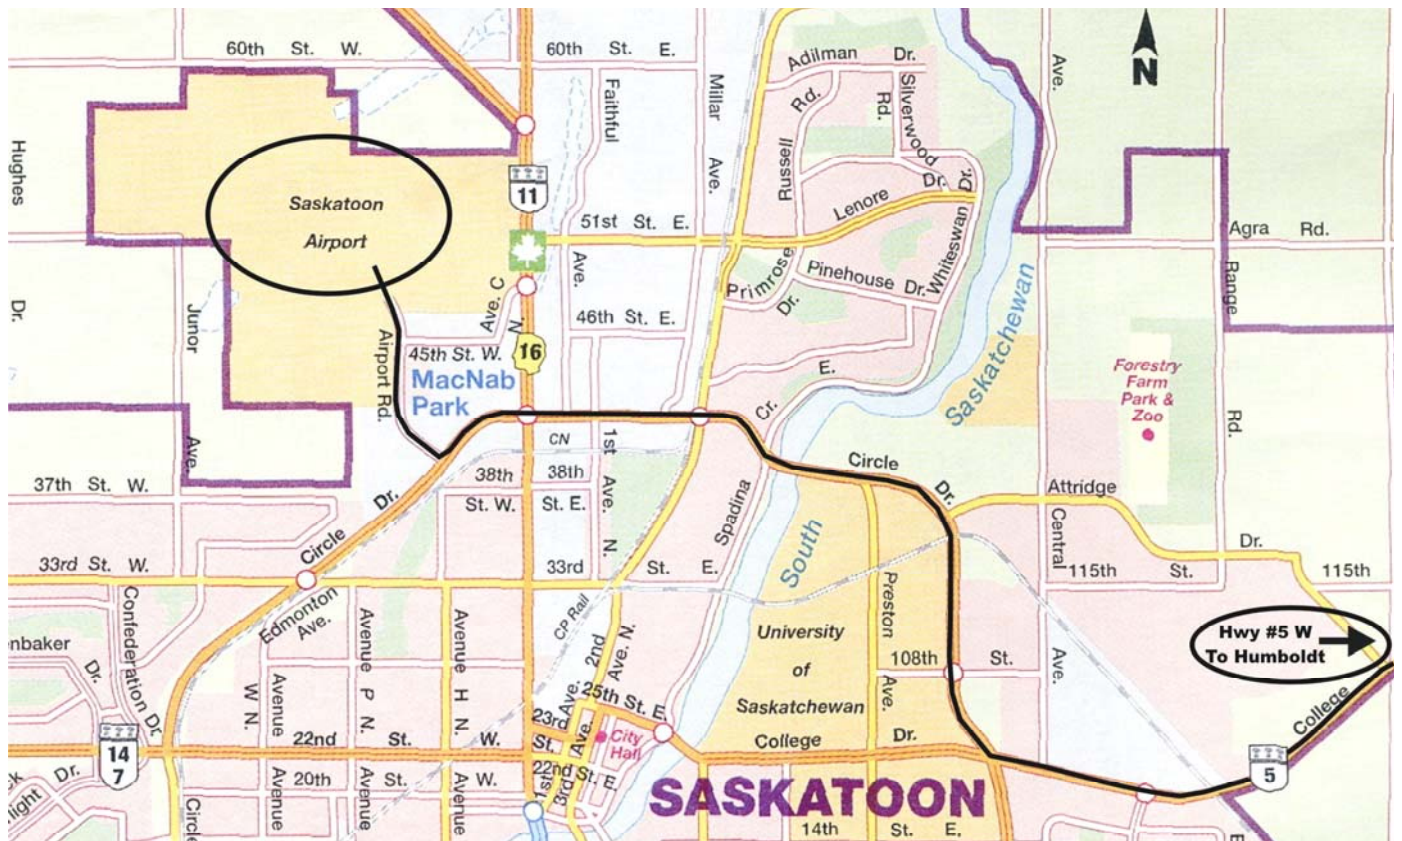 60th St. W.
60th St. E.
Adilman Dr.
N
Ave.
Faithful
Ave.
Millar
Ave.
Russell
Rd.
Silverwood
Rd.
Dr.
Hughes
Dr.
Saskatoon
Airport
11
Lenore
Whiteswan Dr.
51st St. E.
Agra Rd.
Range
Rd.
Primrose
Dr.
Pinehouse Dr.
Junor
Ave.
Ave. C
N
46th St. E.
Airport Rd.
45th St. W.
16
MacNab
Park
E.
Saskatchewan
Forestry
Farm
Park &
Zoo
Cr.
CN
1st
Ave.
N.
38th
St. W.
38th
St. E.
Circle
Dr.
Attridge
Dr.
37th St. W.
Circle
Dr.
Spadina
South
Central
Ave.
33rd St. W.
33rd St. E.
115th St.
115th
Confederation Dr.
Edmonton
Ave.
Avenue
P
N.
Avenue
H
N.
CP Rail
2nd
Ave. N.
Preston
Ave.
University
of
Saskatchewan
108th St.
Hwy #5 W
To Humboldt
College
nbaker
Dr.
Avenue
W N.
25th St. E.
23rd
St.
Ave.
Ave.
City
Hall
College Dr.
14
7
22nd St. W.
22nd St. E.
5
Dr.
Circle
20th St. W.
Avenue
Avenue
Avenue
1st
3rd
SASKATOON
14th St. E.